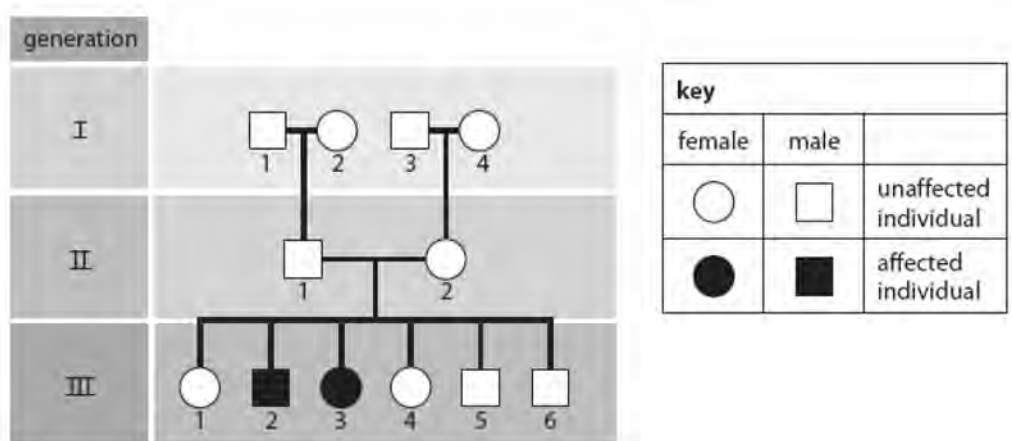 generation
I
1 2 3 4
II
1 2
III
1 2 3 4 5 6
key
female male
unaffected
individual
affected
individual